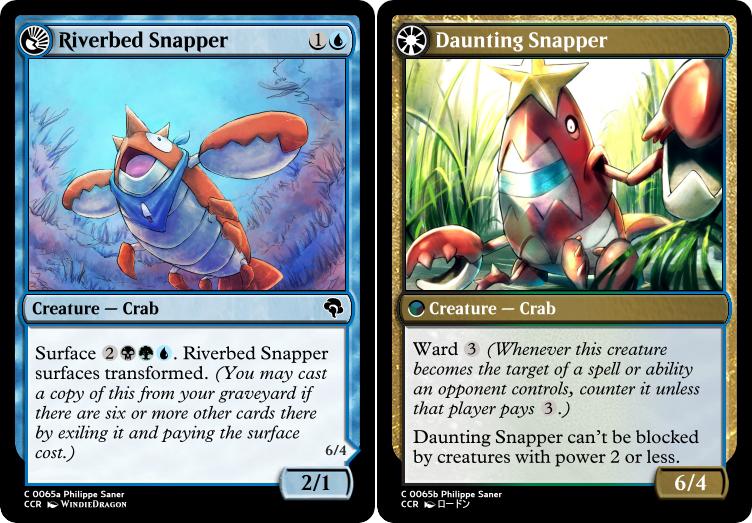 Riverbed Snapper
1
Creature — Crab
Surface 2. Riverbed Snapper
surfaces transformed. (You may cast
a copy of this from your graveyard if
there are six or more other cards there
by exiling it and paying the surface
cost.)
6/4
2/1
C 0065a Philippe Saner
CCR WindieDragon
Daunting Snapper
Creature — Crab
Ward 3 (Whenever this creature
becomes the target of a spell or ability
an opponent controls, counter it unless
that player pays 3.)
Daunting Snapper can't be blocked
by creatures with power 2 or less.
6/4
C 0065b Philippe Saner
CCR ロードン